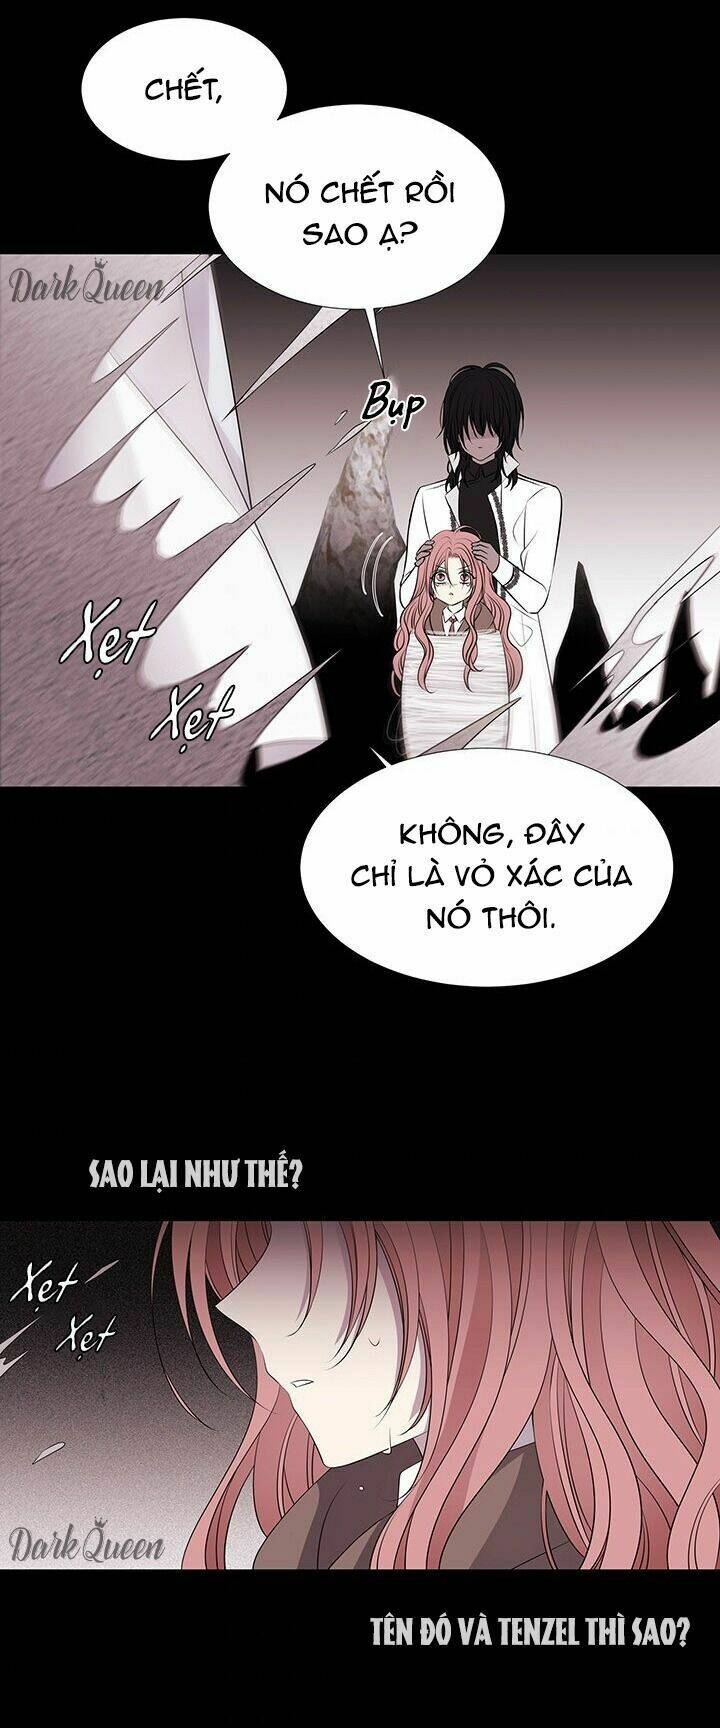 CHẾT,
NÓ CHẾT RỒI
SAO Ạ?
Dark Queen
Bụp
Xẹt
Xẹt
KHÔNG, ĐÂY
CHỈ LÀ VỎ XÁC CỦA
NÓ THÔI.
SAO LẠI NHƯ THẾ?
Xẹt
Xẹt
Dark Queen
TÊN ĐÓ VÀ TENZEL THÌ SAO?